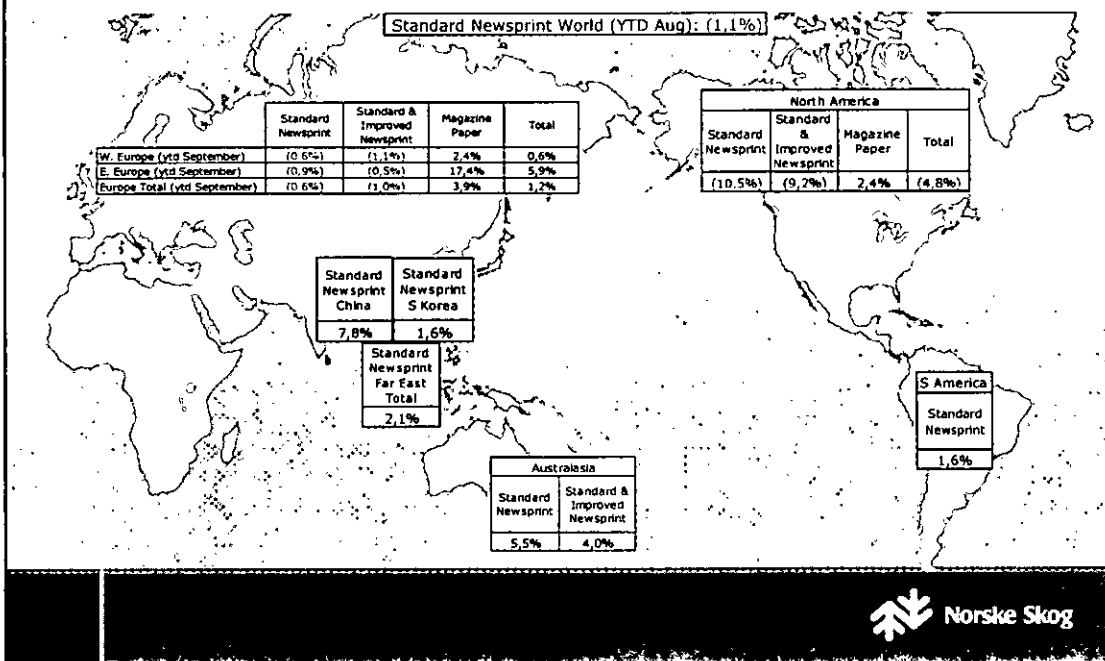 Standard Newsprint World (YTD Aug): (1,1%)
Standard Newsprint
Standard & Improved Newsprint
Magazine Paper
Total
W. Europe (ytd September) (0,6%) (1,1%) 2,4% 0,6%
E. Europe (ytd September) (0,9%) (0,5%) 17,4% 5,9%
Europe Total (ytd September) (0,6%) (1,0%) 3,9% 1,2%
North America
Standard Newsprint
Standard & Improved Newsprint
Magazine Paper
Total
(10,5%) (9,2%) 2,4% (4,8%)
Standard Newsprint China
Standard Newsprint S Korea
7,8% 1,6%
Standard
Newsprint
Far East
Total
2,1%
S America
Standard
Newsprint
1,6%
Australasia
Standard Newsprint
Standard & Improved Newsprint
5,5% 4,0%
Norske Skog